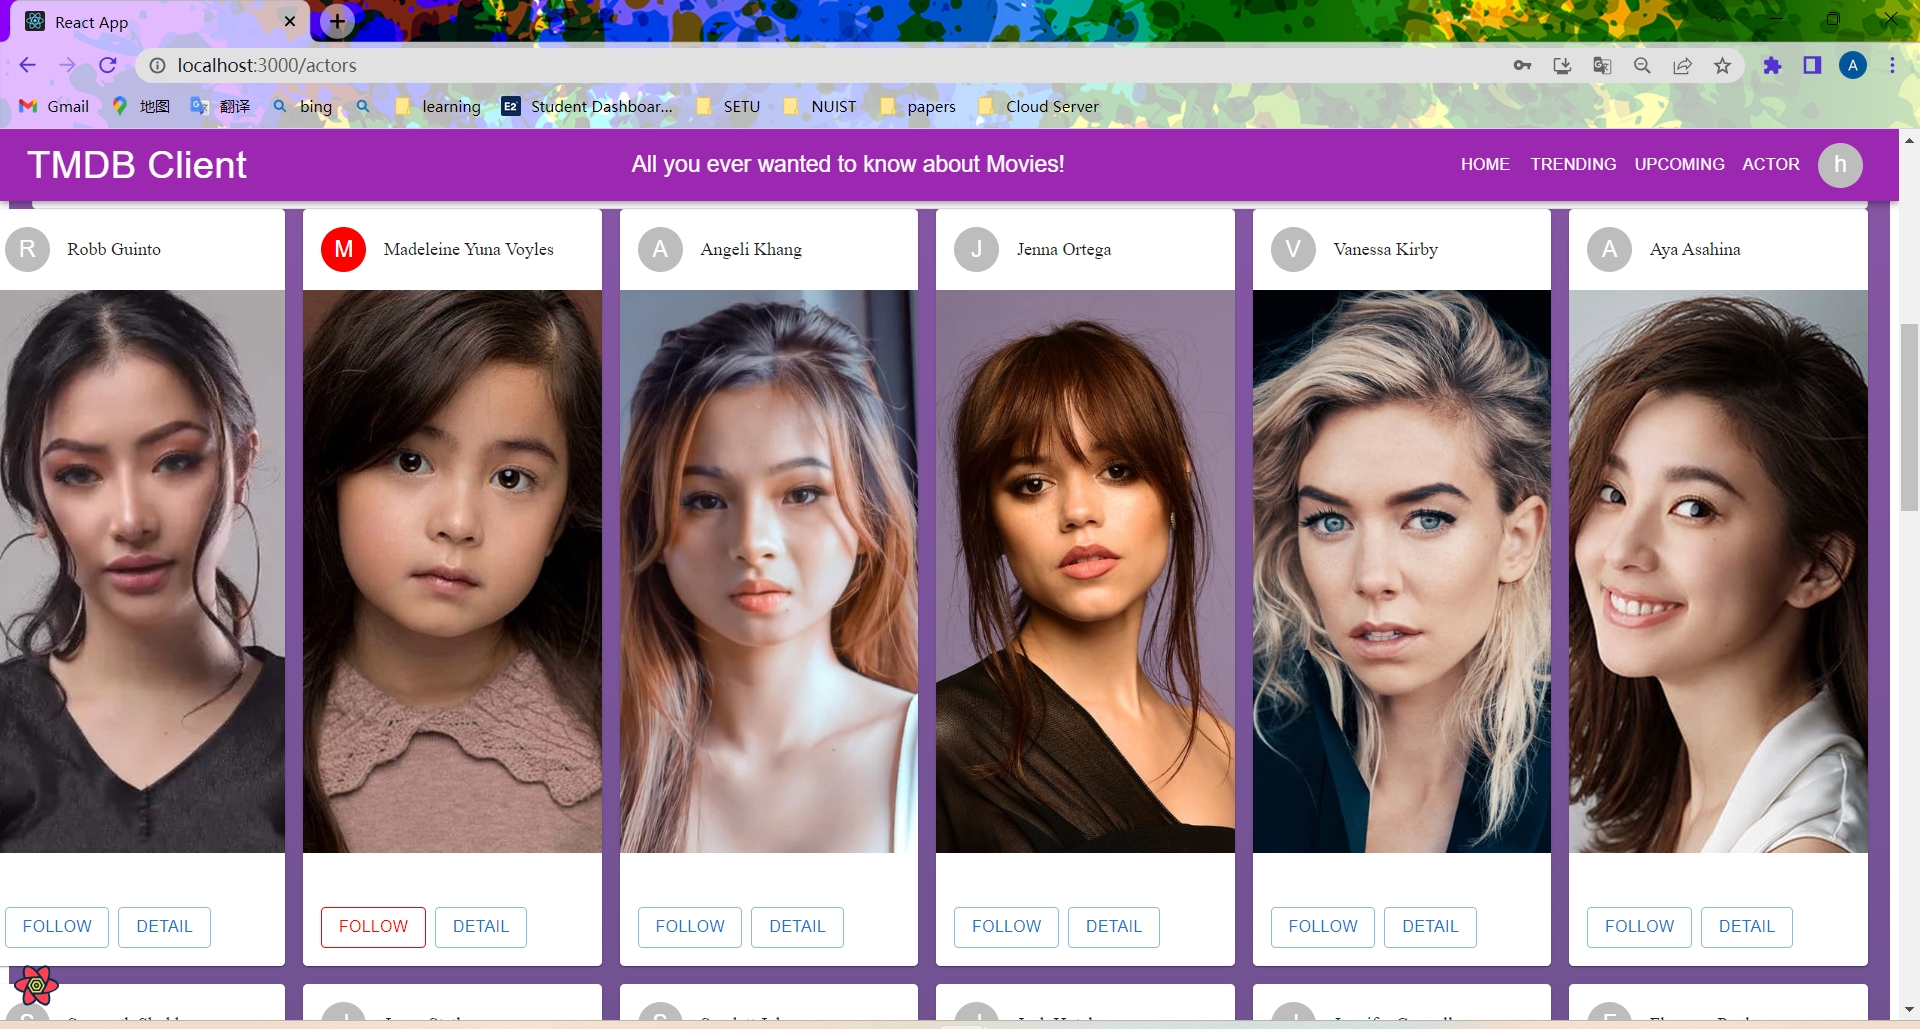 React App
localhost:3000/actors
A
Gmail 地图 翻译 bing learning E2 Student Dashboar... SETU NUIST papers Cloud Server
TMDB Client
All you ever wanted to know about Movies!
HOME TRENDING UPCOMING ACTOR h
R Robb Guinto
M Madeleine Yuna Voyles
A Angeli Khang
J Jenna Ortega
V Vanessa Kirby
A Aya Asahina
FOLLOW DETAIL
FOLLOW DETAIL
FOLLOW DETAIL
FOLLOW DETAIL
FOLLOW DETAIL
FOLLOW DETAIL